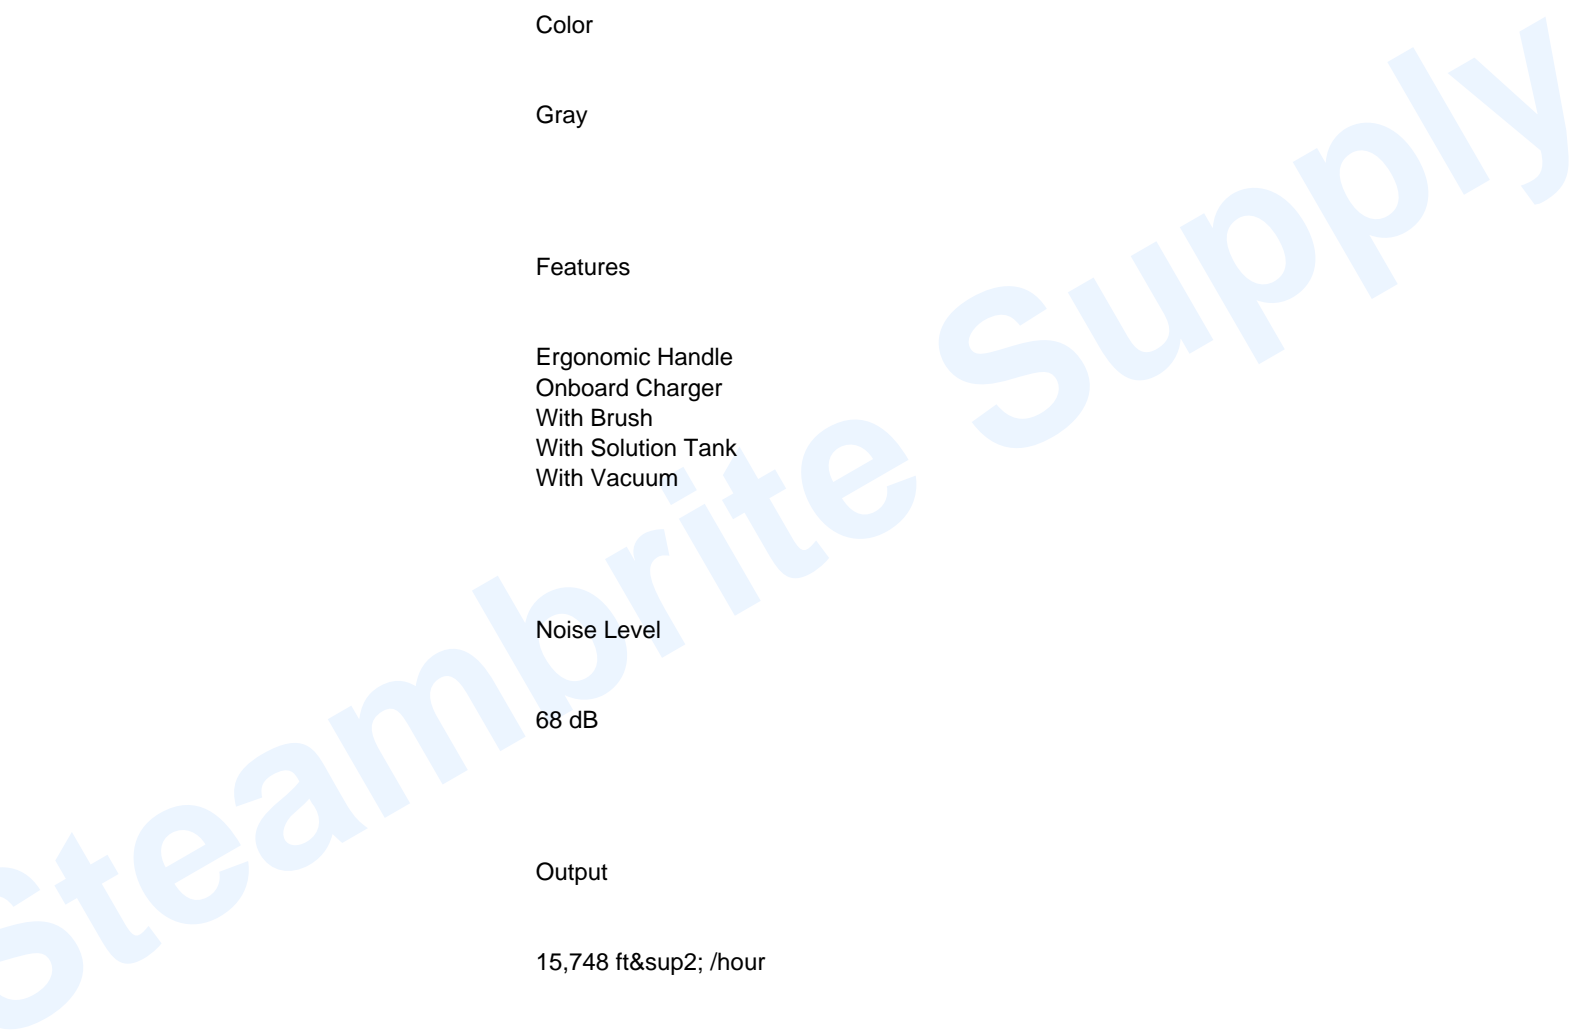 Color
Gray
Features
Ergonomic Handle
Onboard Charger
With Brush
With Solution Tank
With Vacuum
Noise Level
68 dB
Output
15,748 ft&sup2; /hour
Steambrite Supply